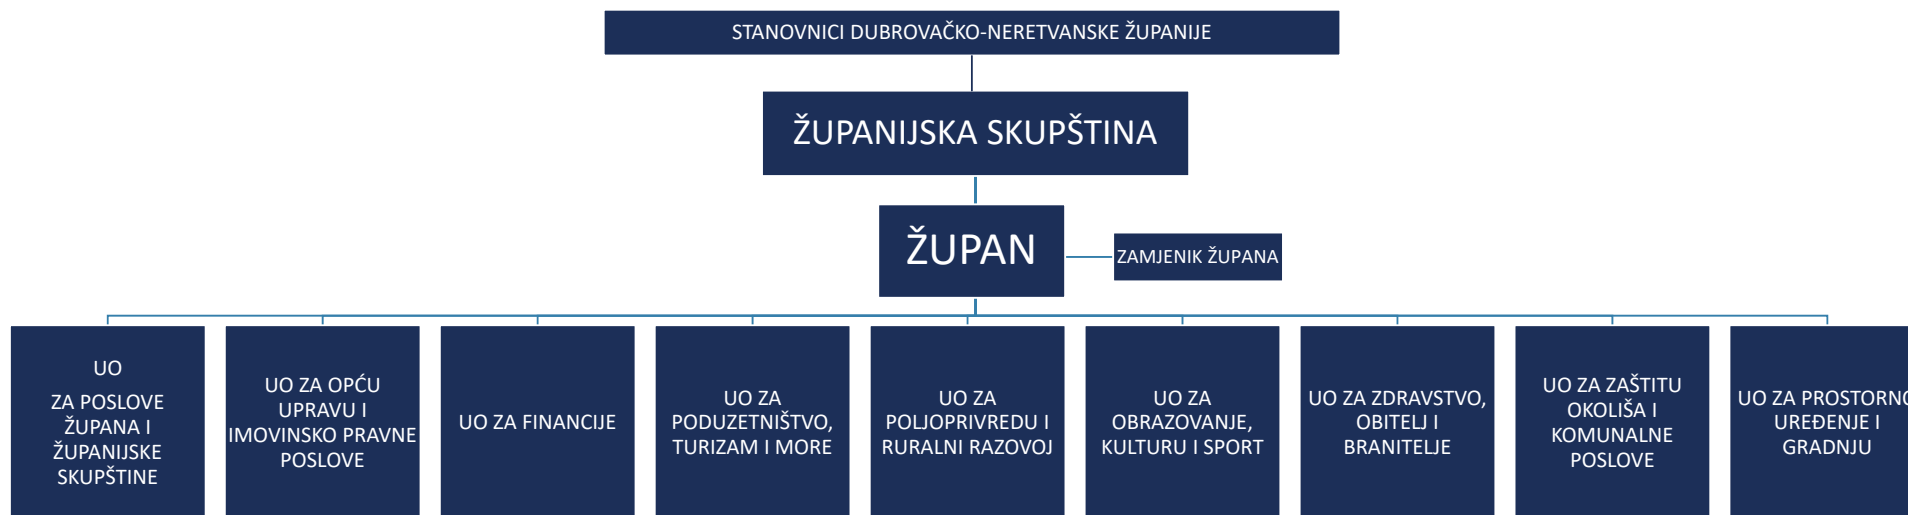 STANOVNICI DUBROVAČKO-NERETVANSKE ŽUPANIJE
ŽUPANIJSKA SKUPŠTINA
ŽUPAN
ZAMJENIK ŽUPANA
UO
ZA POSLOVE
ŽUPANA I
ŽUPANIJSKE
SKUPŠTINE
UO ZA OPĆU
UPRAVU I
IMOVINSKO PRAVNE
POSLOVE
UO ZA FINANCIJE
UO ZA
PODUZETNIŠTVO,
TURIZAM I MORE
UO ZA
POLJOPRIVREDU I
RURALNI RAZOVOJ
UO ZA
OBRAZOVANJE,
KULTURU I SPORT
UO ZA ZDRAVSTVO,
OBITELJ I
BRANITELJE
UO ZA ZAŠTITU
OKOLIŠA I
KOMUNALNE
POSLOVE
UO ZA PROSTORNO
UREĐENJE I
GRADNJU